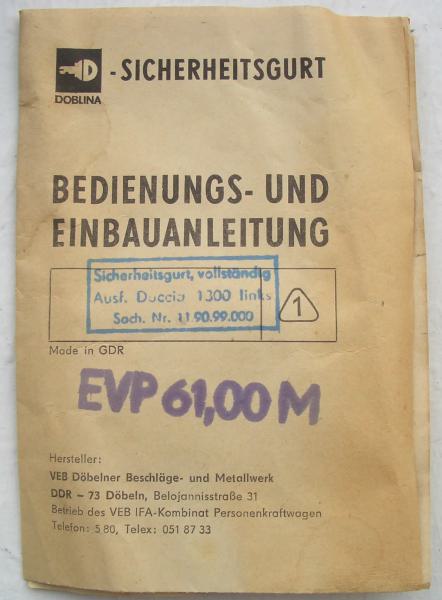 D
DOBLINA
-SICHERHEITSGURT
BEDIENUNGS- UND
EINBAUANLEITUNG
Sicherheitsgurt, vollständig
Ausf. Daccia 1300 links
Sach. Nr. 11.90.99.000
1
Made in GDR
EVP 61,00 M
Hersteller:
VEB Döbelner Beschläge- und Metallwerk
DDR – 73 Döbeln, Belojannisstraße 31
Betrieb des VEB IFA-Kombinat Personenkraftwagen
Telefon: 5 80, Telex: 051 87 33